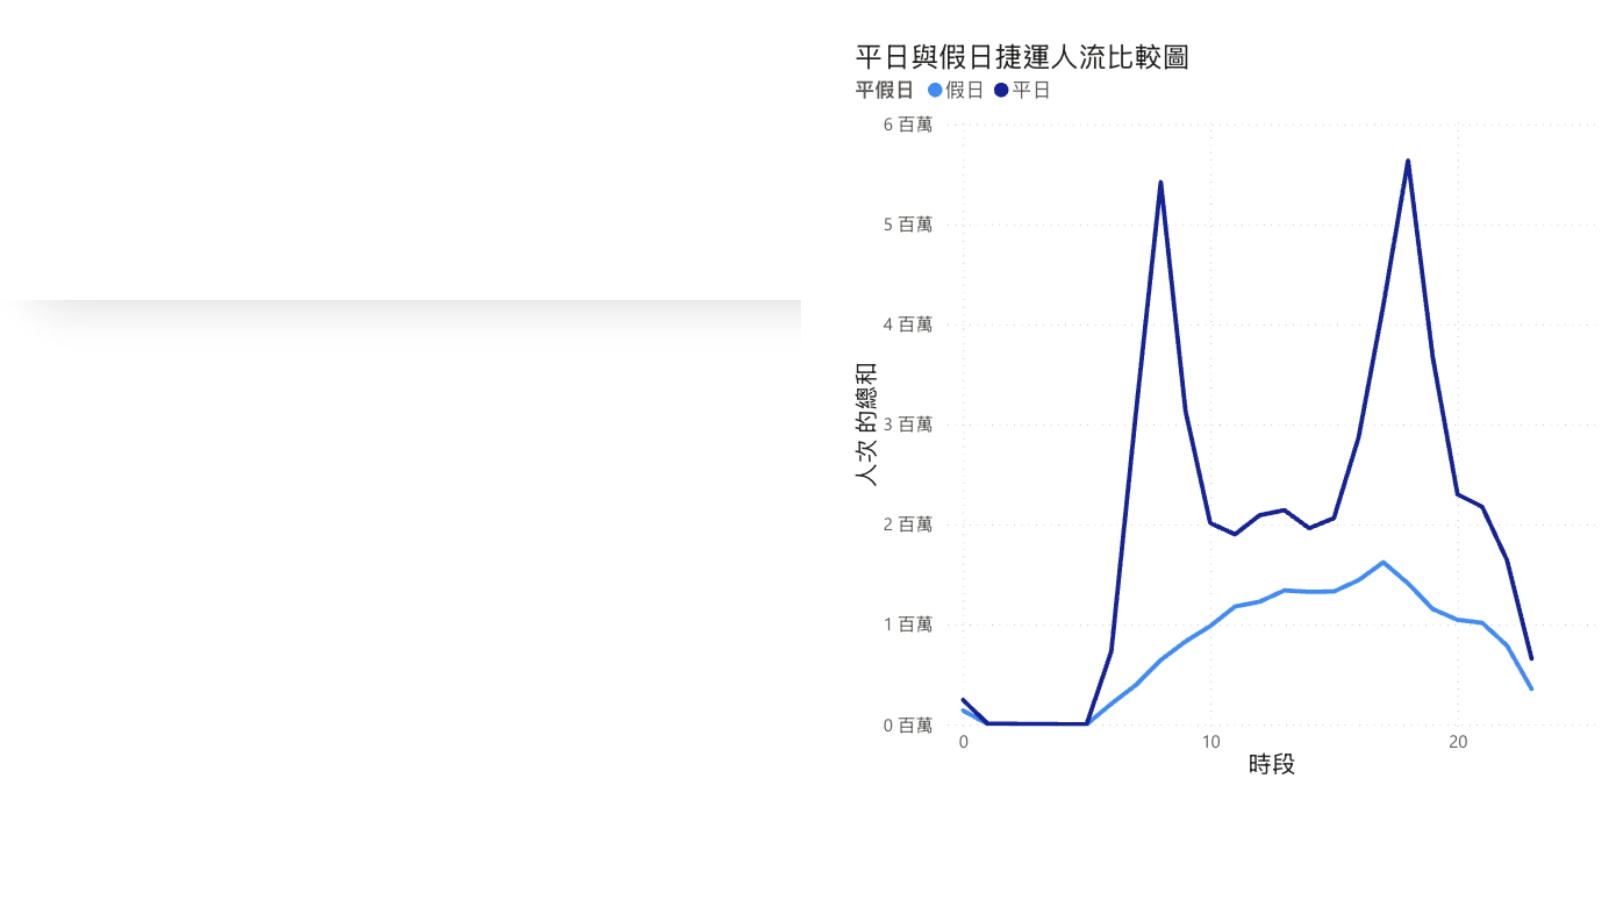 平日與假日捷運人流比較圖
平假日 假日 平日
6 百萬
5 百萬
4 百萬
3 百萬
2 百萬
1 百萬
0 百萬
人次 的總和
0 10 20
時段